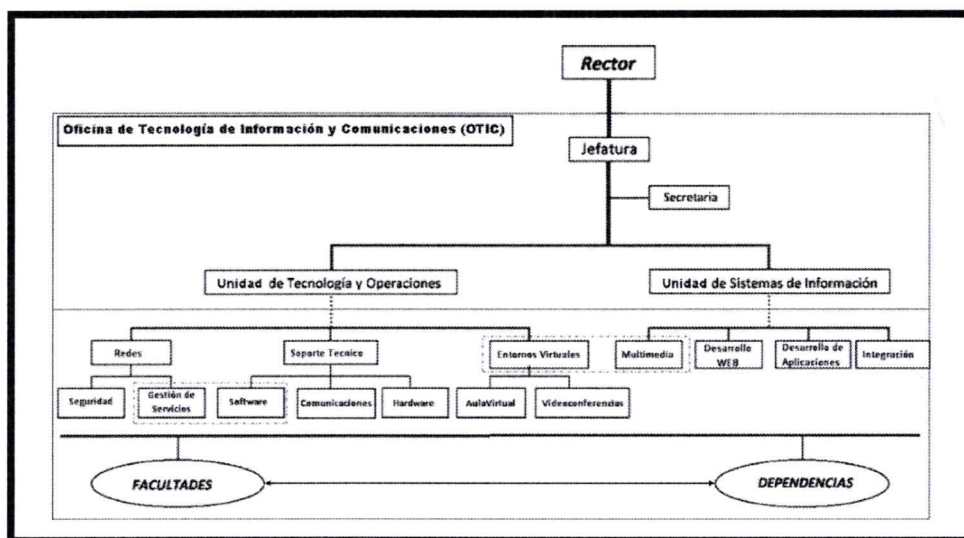 Rector
Oficina de Tecnología de Información y Comunicaciones (OTIC)
Jefatura
Secretaria
Unidad de Tecnología y Operaciones
Unidad de Sistemas de Información
Redes
Soporte Tecnico
Entornos Virtuales
Multimedia
Desarrollo
WEB
Desarrollo de
Aplicaciones
Integración
Seguridad
Gestión de
Servicios
Software
Comunicaciones
Hardware
AulaVirtual
Videoconferencias
FACULTADES
DEPENDENCIAS